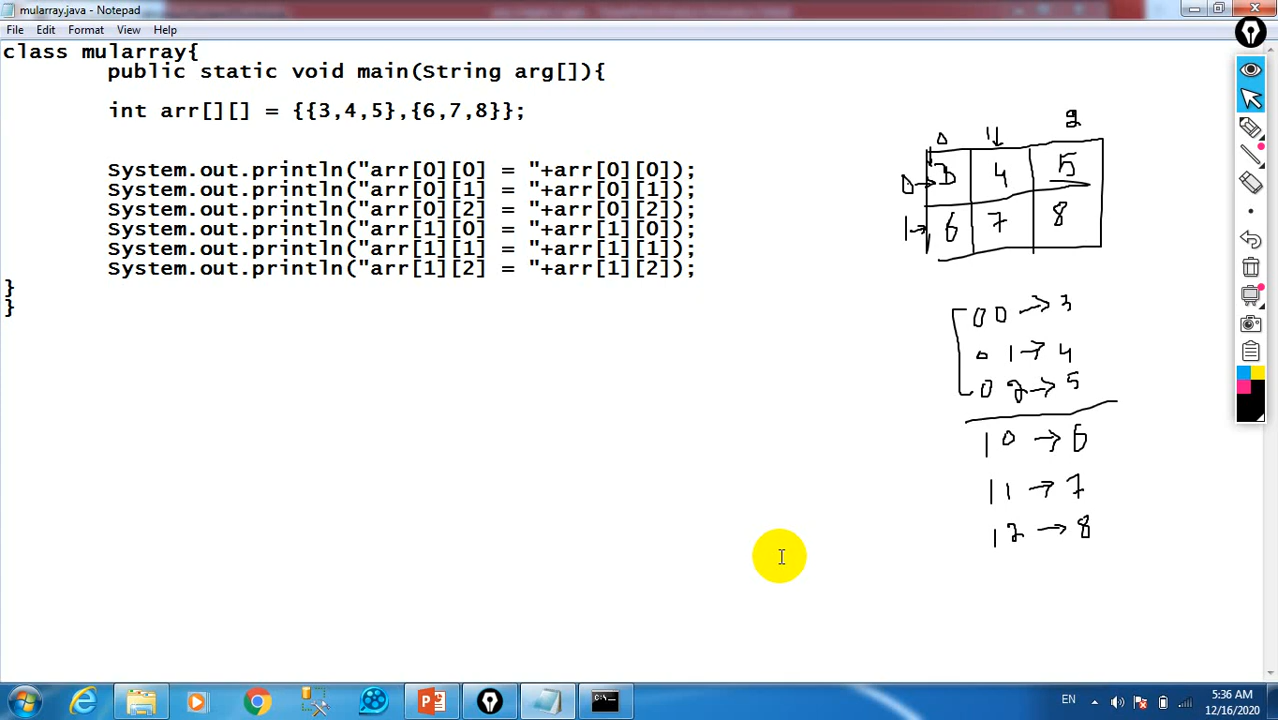 mularray.java - Notepad
File Edit Format View Help
class mularray{
public static void main(String arg[]){
int arr[][] = {{3,4,5},{6,7,8}};
System.out.println("arr[0][0] = "+arr[0][0]);
System.out.println("arr[0][1] = "+arr[0][1]);
System.out.println("arr[0][2] = "+arr[0][2]);
System.out.println("arr[1][0] = "+arr[1][0]);
System.out.println("arr[1][1] = "+arr[1][1]);
System.out.println("arr[1][2] = "+arr[1][2]);
}
}
0 1 2
0→ 3 4 5
1→ 6 7 8
0 0 → 3
0 1 → 4
0 2 → 5
1 0 → 6
1 1 → 7
1 2 → 8
EN
5:36 AM
12/16/2020